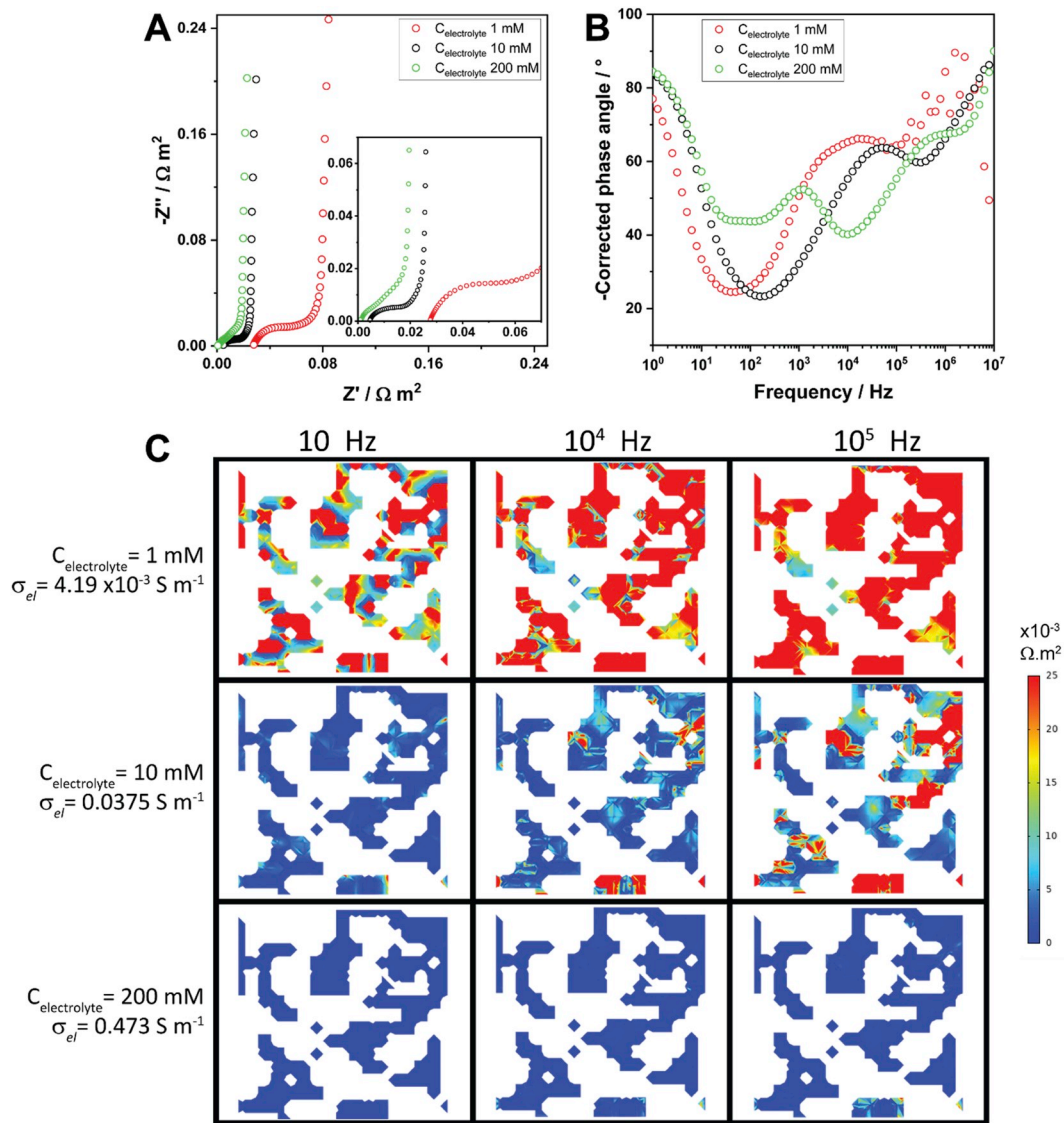 A
C_electrolyte 1 mM
C_electrolyte 10 mM
C_electrolyte 200 mM
0.24
0.16
0.08
0.00
-Z'' / Ω m²
0.06
0.04
0.02
0.00
0.00 0.02 0.04 0.06
0.00 0.08 0.16 0.24
Z' / Ω m²
B
C_electrolyte 1 mM
C_electrolyte 10 mM
C_electrolyte 200 mM
100
80
60
40
20
-Corrected phase angle / °
10⁰ 10¹ 10² 10³ 10⁴ 10⁵ 10⁶ 10⁷
Frequency / Hz
C
10 Hz 10⁴ Hz 10⁵ Hz
C_electrolyte= 1 mM
σ_el= 4.19 x10⁻³ S m⁻¹
C_electrolyte= 10 mM
σ_el= 0.0375 S m⁻¹
C_electrolyte= 200 mM
σ_el= 0.473 S m⁻¹
x10⁻³
Ω.m²
25
20
15
10
5
0